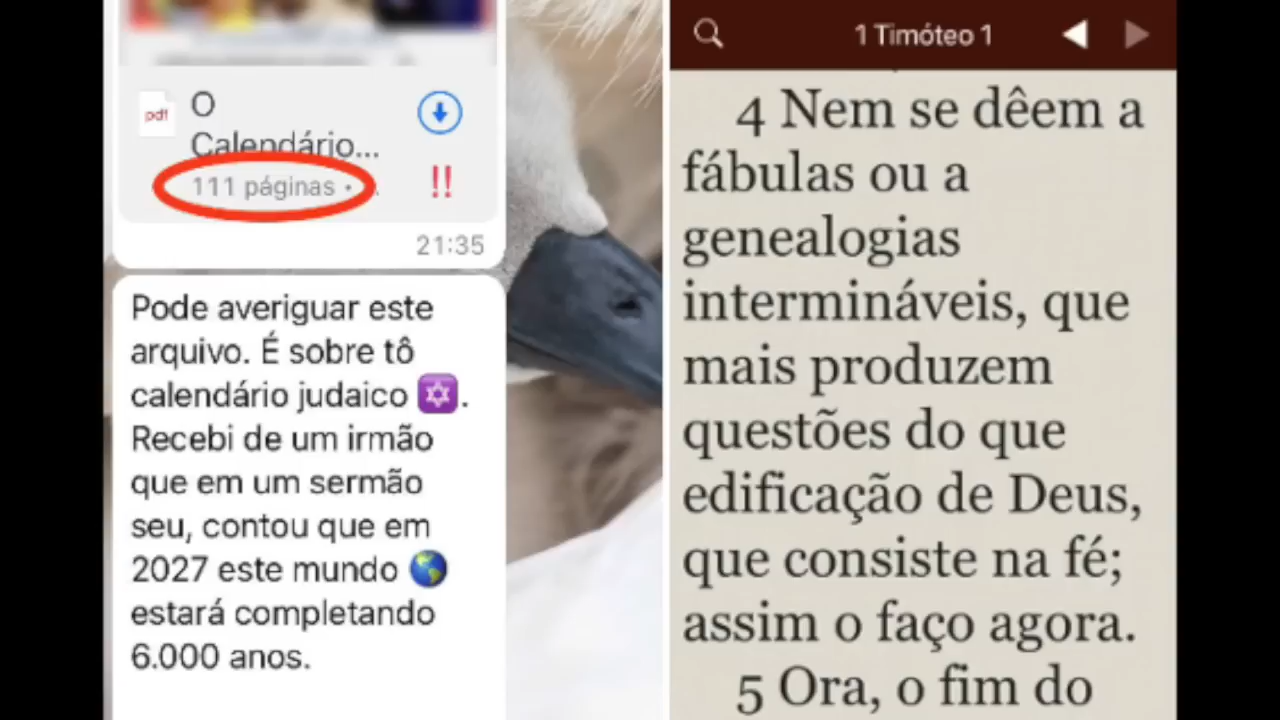 pdf
O
Calendário...
111 páginas • .
!!
21:35
Pode averiguar este
arquivo. É sobre tô
calendário judaico ✡️.
Recebi de um irmão
que em um sermão
seu, contou que em
2027 este mundo 🌎
estará completando
6.000 anos.
1 Timóteo 1
4 Nem se dêem a
fábulas ou a
genealogias
intermináveis, que
mais produzem
questões do que
edificação de Deus,
que consiste na fé;
assim o faço agora.
5 Ora, o fim do